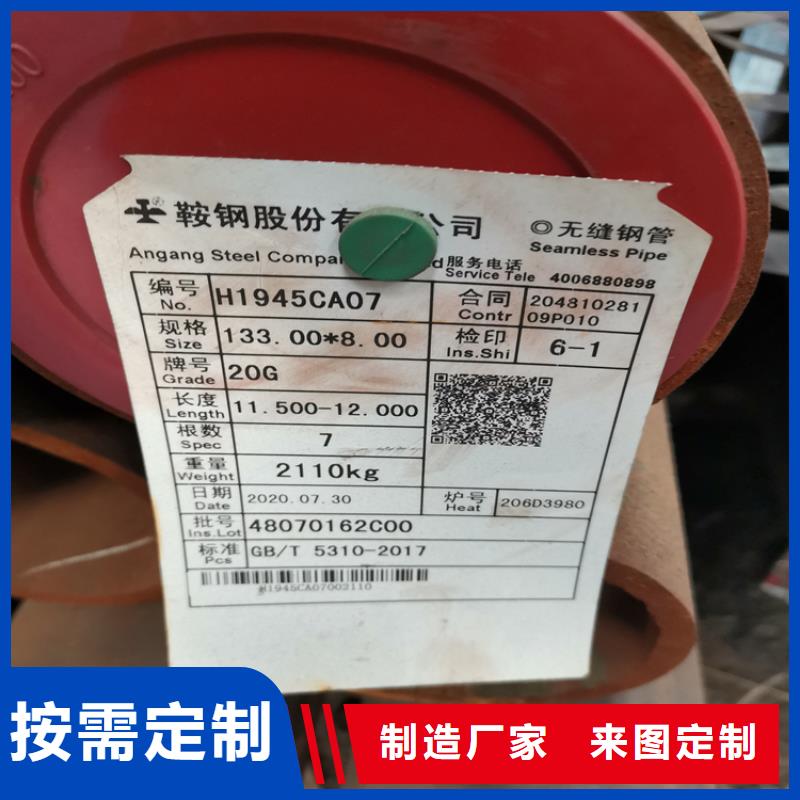 鞍钢股份有 公司
◎无缝钢管
Seamless Pipe
Angang Steel Compa d
服务电话
Service Tele 4006880898
编号 No. H1945CA07 合同 Contr 204810281 09P010
规格 Size 133.00*8.00 检印 Ins.Shi 6-1
牌号 Grade 20G
长度 Length 11.500-12.000
根数 Spec 7
重量 Weight 2110kg
日期 Date 2020.07.30 炉号 Heat 206D3980
批号 Ins.Lot 48070162C00
标准 Pcs GB/T 5310-2017
H1945CA07002110
按需定制
制造厂家 来图定制